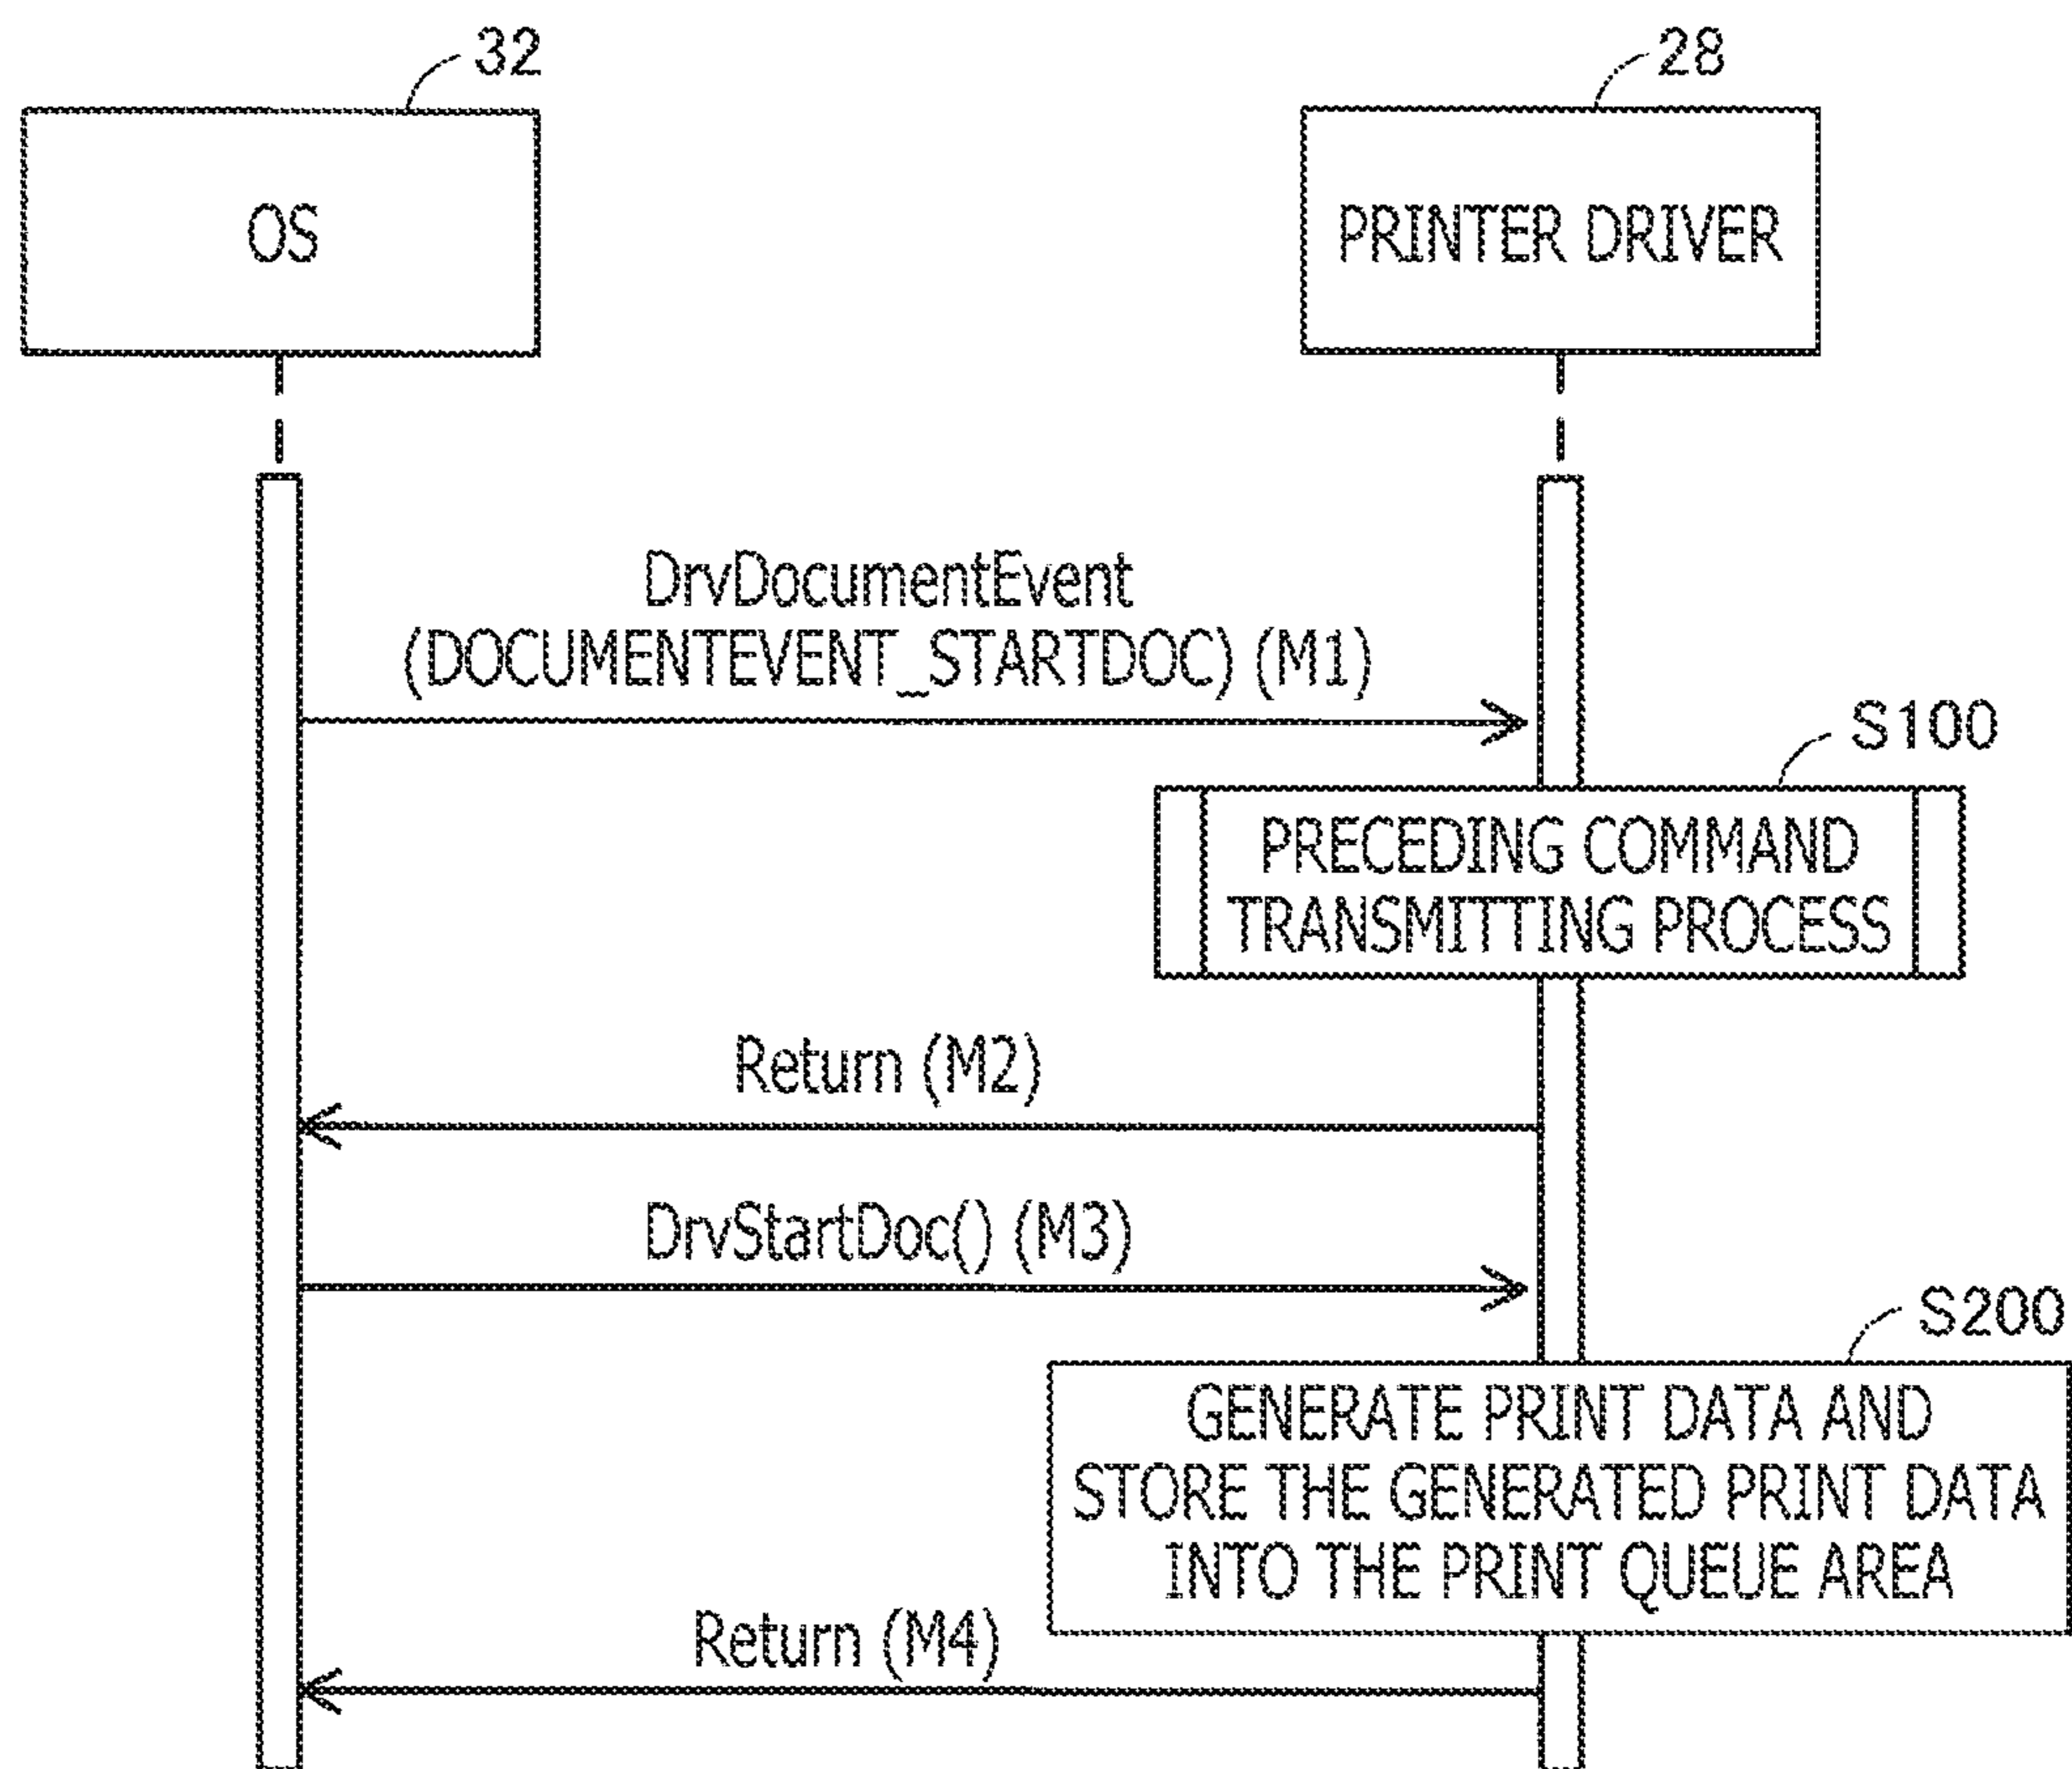 32
28
OS
PRINTER DRIVER
DrvDocumentEvent
(DOCUMENTEVENT_STARTDOC) (M1)
S100
PRECEDING COMMAND
TRANSMITTING PROCESS
Return (M2)
DrvStartDoc() (M3)
S200
GENERATE PRINT DATA AND
STORE THE GENERATED PRINT DATA
INTO THE PRINT QUEUE AREA
Return (M4)